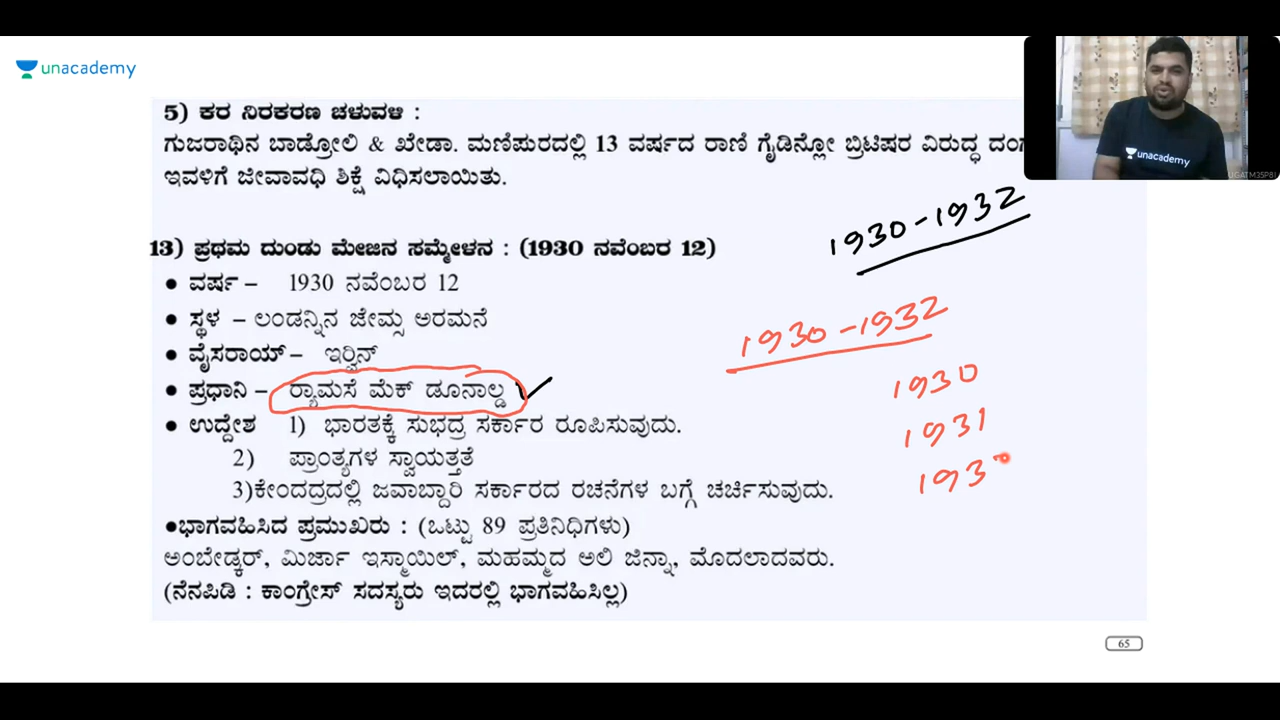 unacademy
5) ಕರ ನಿರಕರಣ ಚಳುವಳಿ :
ಗುಜರಾಥಿನ ಬಾಡ್ರೋಲಿ & ಖೇಡಾ. ಮಣಿಪುರದಲ್ಲಿ 13 ವರ್ಷದ ರಾಣಿ ಗೈಡಿನ್ಲೋ ಬ್ರಿಟಿಷರ ವಿರುದ್ಧ
ಇವಳಿಗೆ ಜೀವಾವಧಿ ಶಿಕ್ಷೆ ವಿಧಿಸಲಾಯಿತು.
unacademy
1930-1932
13) ಪ್ರಥಮ ದುಂಡು ಮೇಜಿನ ಸಮ್ಮೇಳನ : (1930 ನವೆಂಬರ 12)
• ವರ್ಷ – 1930 ನವೆಂಬರ 12
• ಸ್ಥಳ – ಲಂಡನ್ನಿನ ಜೇಮ್ಸ ಅರಮನೆ
1930-1932
• ವೈಸರಾಯ್ – ಇರ್‍ವಿನ್
• ಪ್ರಧಾನಿ – ರ‍್ಯಾಮಸೆ ಮೆಕ್ ಡೂನಾಲ್ಡ
1930
• ಉದ್ದೇಶ 1) ಭಾರತಕ್ಕೆ ಸುಭದ್ರ ಸರ್ಕಾರ ರೂಪಿಸುವುದು.
1931
2) ಪ್ರಾಂತ್ಯಗಳ ಸ್ವಾಯತ್ತತೆ
193
3)ಕೇಂದದ್ರದಲ್ಲಿ ಜವಾಬ್ದಾರಿ ಸರ್ಕಾರದ ರಚನೆಗಳ ಬಗ್ಗೆ ಚರ್ಚಿಸುವುದು.
•ಭಾಗವಹಿಸಿದ ಪ್ರಮುಖರು : (ಒಟ್ಟು 89 ಪ್ರತಿನಿಧಿಗಳು)
ಅಂಬೇಡ್ಕರ್, ಮಿರ್ಜಾ ಇಸ್ಮಾಯಿಲ್, ಮಹಮ್ಮದ ಅಲಿ ಜಿನ್ನಾ, ಮೊದಲಾದವರು.
(ನೆನಪಿಡಿ : ಕಾಂಗ್ರೇಸ್ ಸದಸ್ಯರು ಇದರಲ್ಲಿ ಭಾಗವಹಿಸಿಲ್ಲ)
65